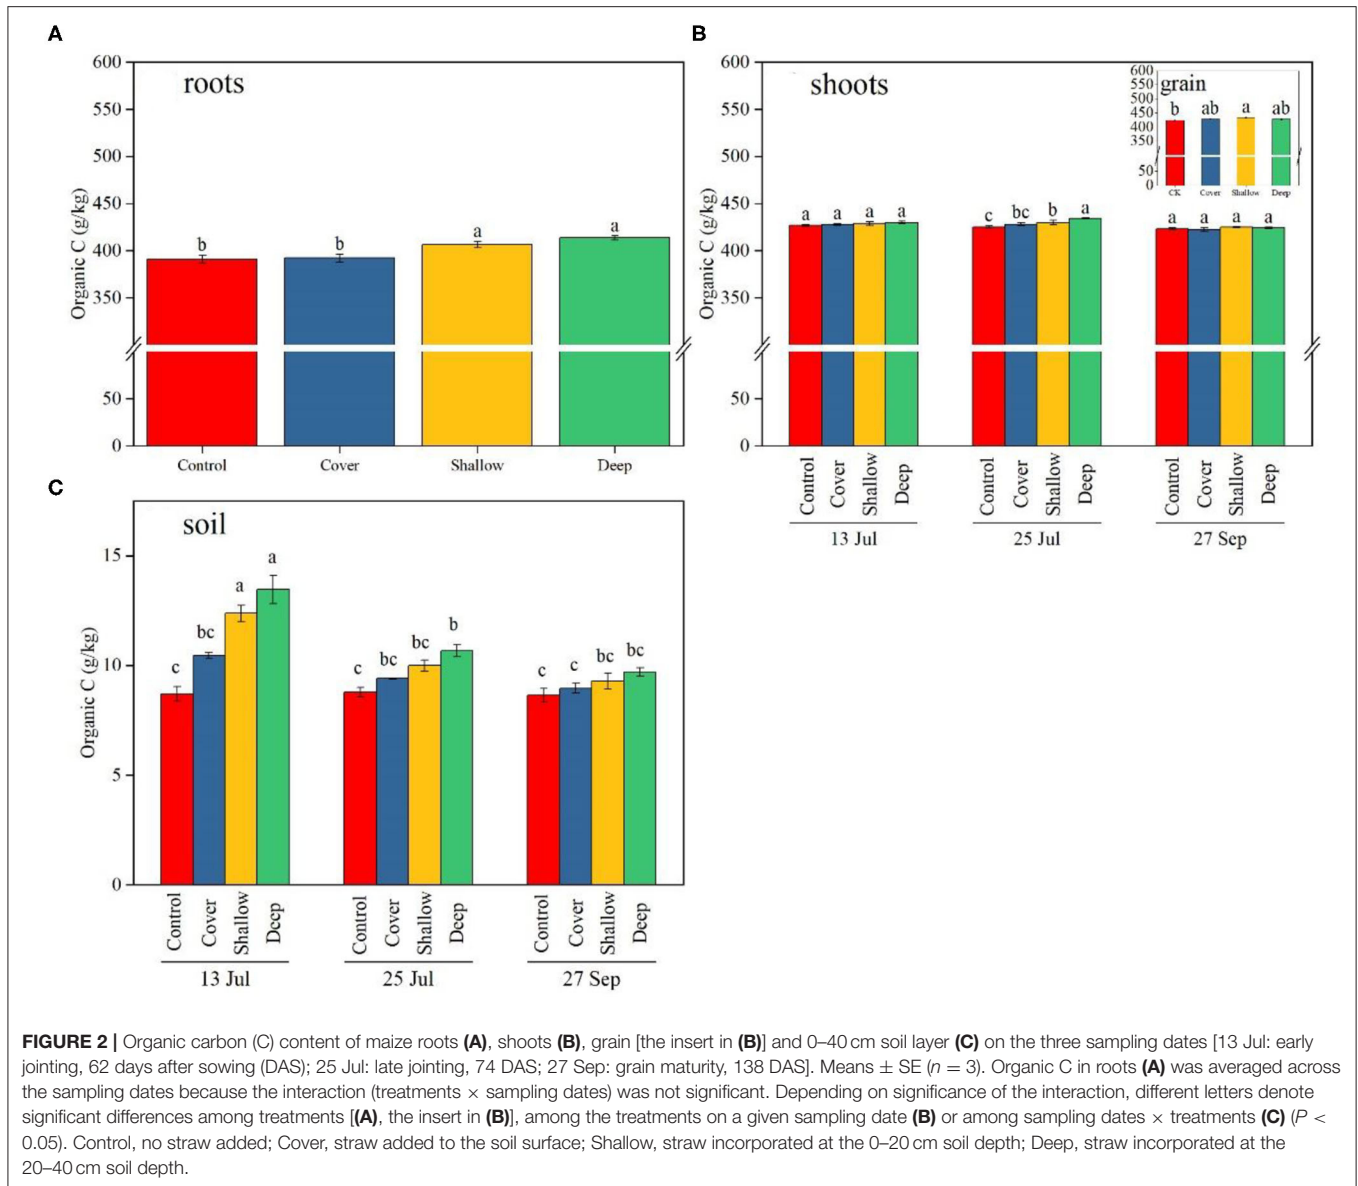 A
600
550
500
450
400
350
50
0
Organic C (g/kg)
roots
b
b
a
a
Control
Cover
Shallow
Deep
B
600
550
500
450
400
350
50
0
Organic C (g/kg)
shoots
a a a a
c bc b a
a a a a
Control Cover Shallow Deep
Control Cover Shallow Deep
Control Cover Shallow Deep
13 Jul 25 Jul 27 Sep
grain
600
550
500
450
400
350
50
0
b ab a ab
CK Cover Shallow Deep
C
15
10
5
0
Organic C (g/kg)
soil
c bc a a
c bc bc b
c c bc bc
Control Cover Shallow Deep
Control Cover Shallow Deep
Control Cover Shallow Deep
13 Jul 25 Jul 27 Sep
FIGURE 2 | Organic carbon (C) content of maize roots (A), shoots (B), grain [the insert in (B)] and 0–40 cm soil layer (C) on the three sampling dates [13 Jul: early
jointing, 62 days after sowing (DAS); 25 Jul: late jointing, 74 DAS; 27 Sep: grain maturity, 138 DAS]. Means ± SE (n = 3). Organic C in roots (A) was averaged across
the sampling dates because the interaction (treatments × sampling dates) was not significant. Depending on significance of the interaction, different letters denote
significant differences among treatments [(A), the insert in (B)], among the treatments on a given sampling date (B) or among sampling dates × treatments (C) (P <
0.05). Control, no straw added; Cover, straw added to the soil surface; Shallow, straw incorporated at the 0–20 cm soil depth; Deep, straw incorporated at the
20–40 cm soil depth.